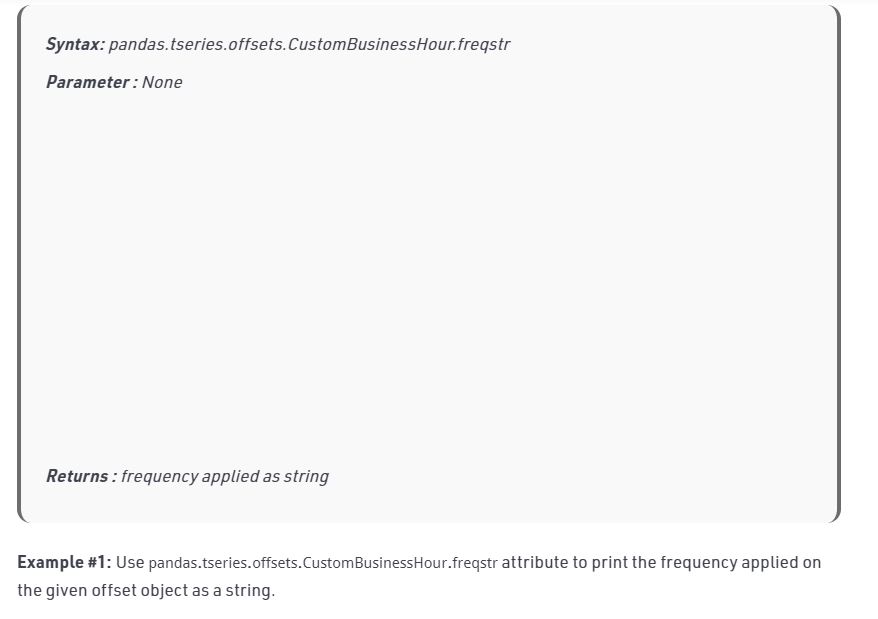 Syntax: pandas.tseries.offsets.CustomBusinessHour.freqstr
Parameter : None
Returns : frequency applied as string
Example #1: Use pandas.tseries.offsets.CustomBusinessHour.freqstr attribute to print the frequency applied on
the given offset object as a string.